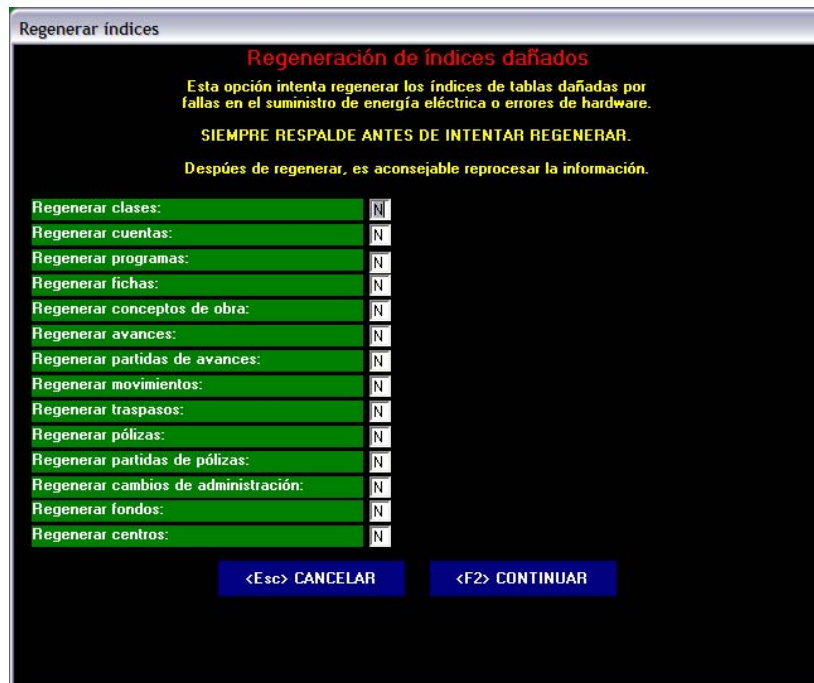 Regenerar índices
Regeneración de índices dañados
Esta opción intenta regenerar los índices de tablas dañadas por
fallas en el suministro de energía eléctrica o errores de hardware.
SIEMPRE RESPALDE ANTES DE INTENTAR REGENERAR.
Despúes de regenerar, es aconsejable reprocesar la información.
Regenerar clases: N
Regenerar cuentas: N
Regenerar programas: N
Regenerar fichas: N
Regenerar conceptos de obra: N
Regenerar avances: N
Regenerar partidas de avances: N
Regenerar movimientos: N
Regenerar traspasos: N
Regenerar pólizas: N
Regenerar partidas de pólizas: N
Regenerar cambios de administración: N
Regenerar fondos: N
Regenerar centros: N
<Esc> CANCELAR <F2> CONTINUAR